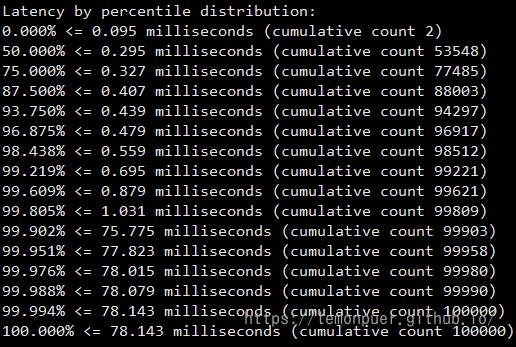 Latency by percentile distribution:
0.000% <= 0.095 milliseconds (cumulative count 2)
50.000% <= 0.295 milliseconds (cumulative count 53548)
75.000% <= 0.327 milliseconds (cumulative count 77485)
87.500% <= 0.407 milliseconds (cumulative count 88003)
93.750% <= 0.439 milliseconds (cumulative count 94297)
96.875% <= 0.479 milliseconds (cumulative count 96917)
98.438% <= 0.559 milliseconds (cumulative count 98512)
99.219% <= 0.695 milliseconds (cumulative count 99221)
99.609% <= 0.879 milliseconds (cumulative count 99621)
99.805% <= 1.031 milliseconds (cumulative count 99809)
99.902% <= 75.775 milliseconds (cumulative count 99903)
99.951% <= 77.823 milliseconds (cumulative count 99958)
99.976% <= 78.015 milliseconds (cumulative count 99980)
99.988% <= 78.079 milliseconds (cumulative count 99990)
99.994% <= 78.143 milliseconds (cumulative count 100000)
https://lemonpuer.github.io/
100.000% <= 78.143 milliseconds (cumulative count 100000)